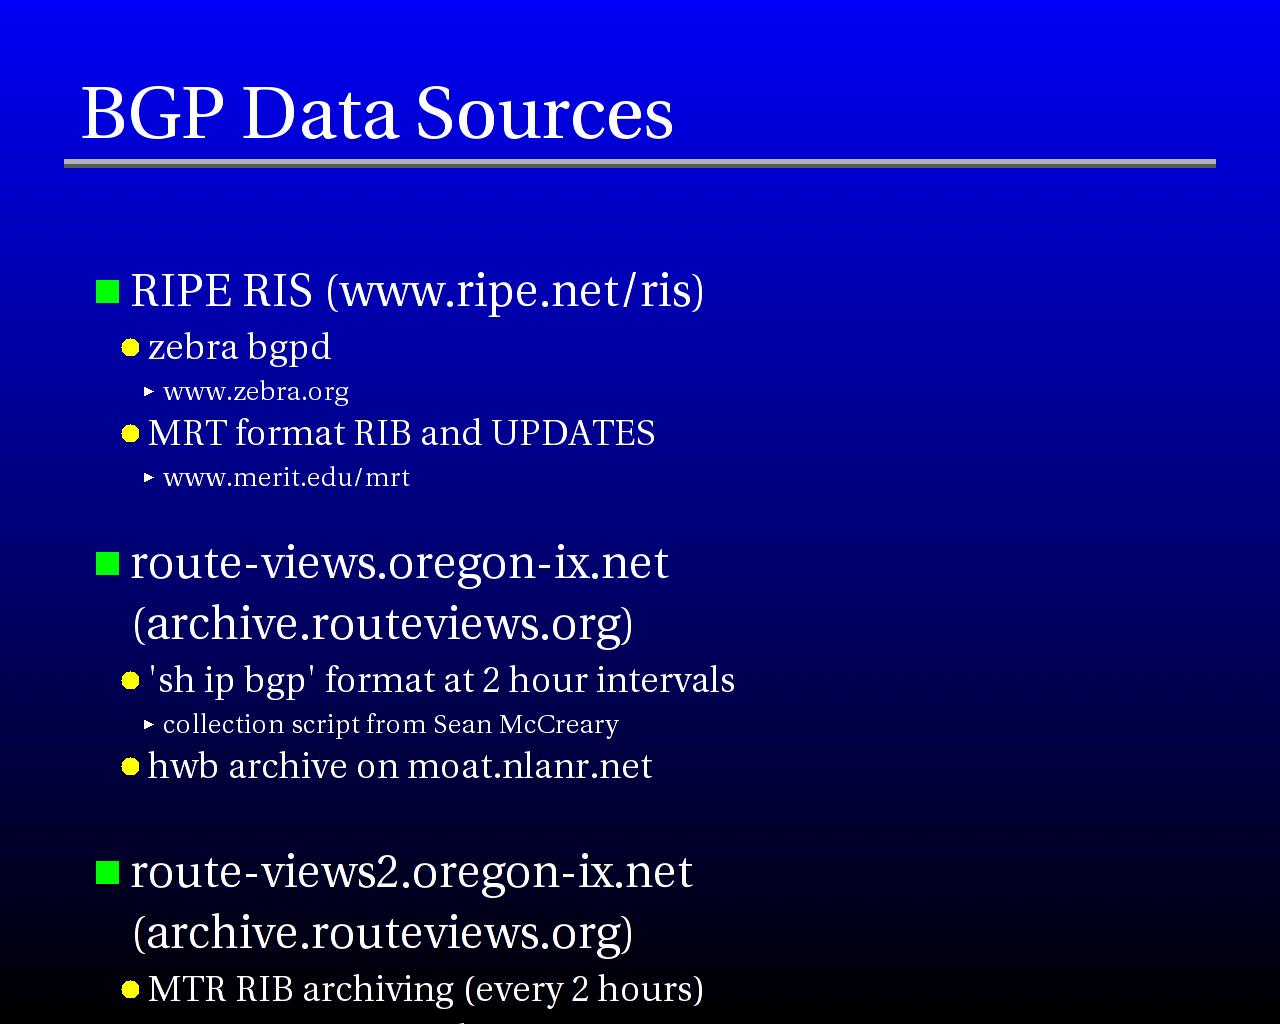 BGP Data Sources
RIPE RIS (www.ripe.net/ris)
zebra bgpd
www.zebra.org
MRT format RIB and UPDATES
www.merit.edu/mrt
route-views.oregon-ix.net
(archive.routeviews.org)
'sh ip bgp' format at 2 hour intervals
collection script from Sean McCreary
hwb archive on moat.nlanr.net
route-views2.oregon-ix.net
(archive.routeviews.org)
MTR RIB archiving (every 2 hours)